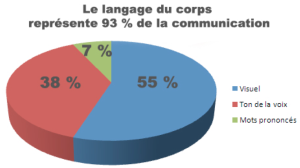 Le langage du corps
représente 93 % de la communication
7 %
38 %
55 %
Visuel
Ton de la voix
Mots prononcés